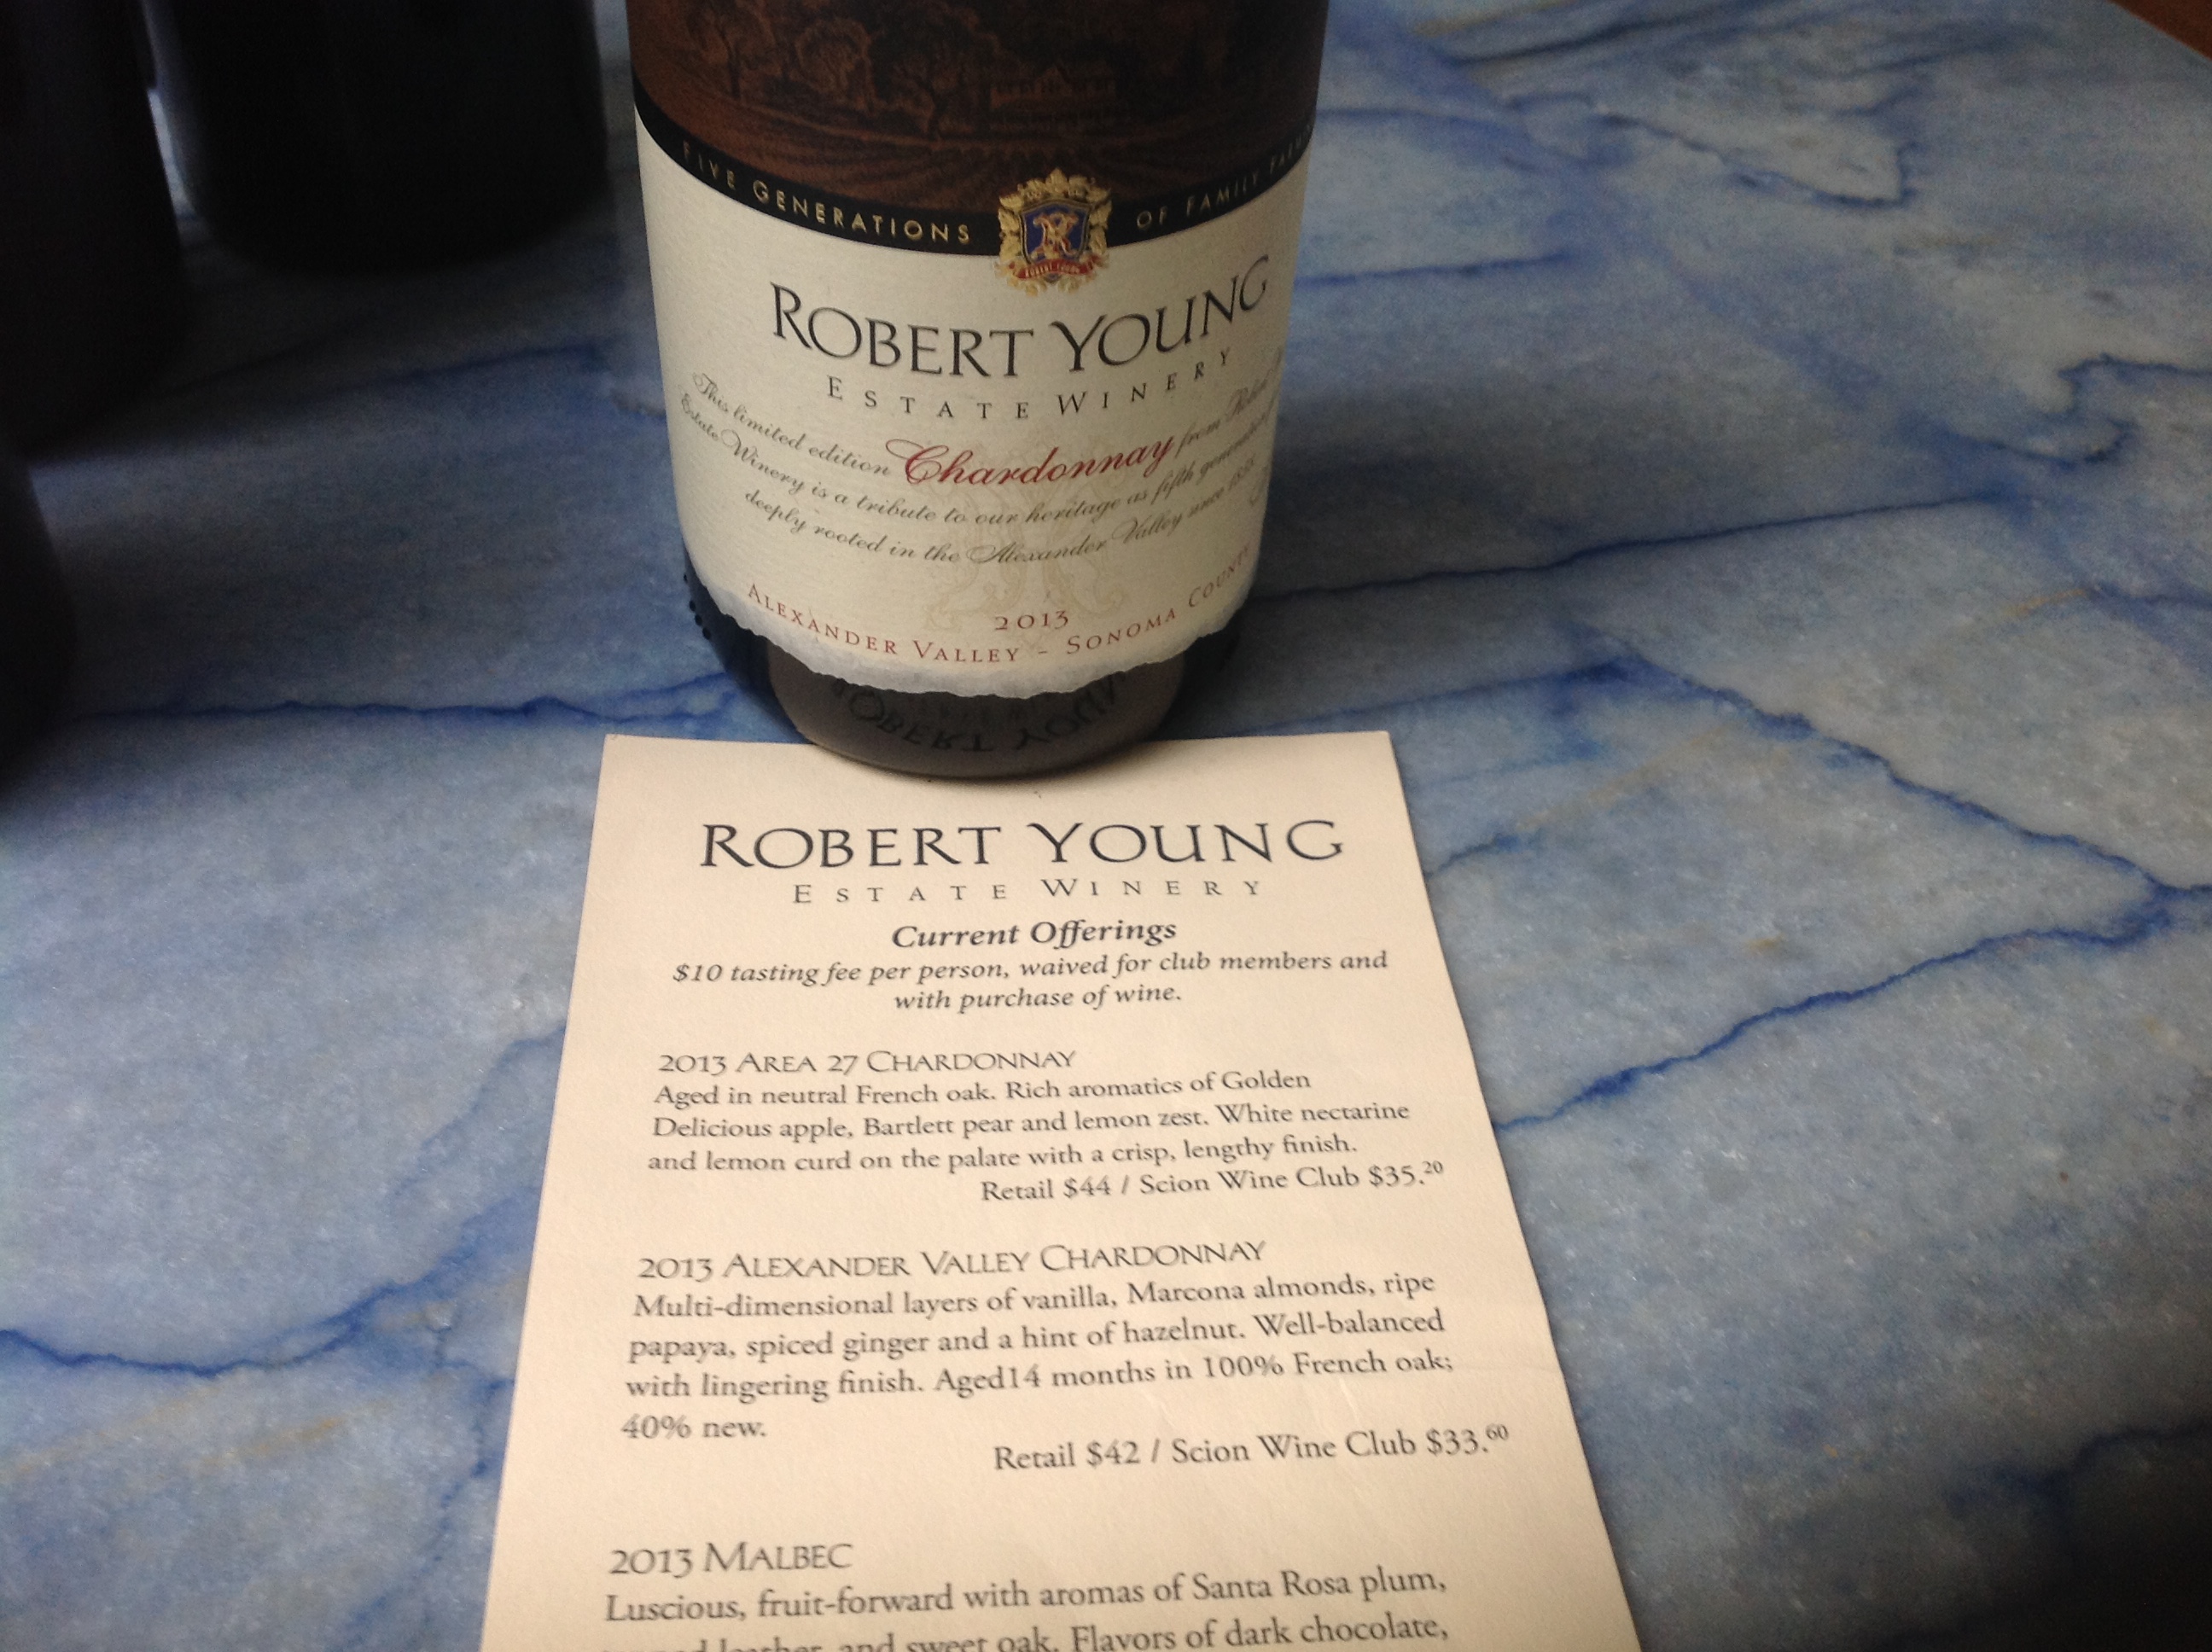 FIVE GENERATIONS OF FAMILY
ROBERT YOUNG
ESTATE WINERY
This limited edition Chardonnay from Robert
Estate Winery is a tribute to our heritage as fifth
deeply rooted in the Alexander Valley since
2013
ALEXANDER VALLEY - SONOMA COUNTY
ROBERT YOUNG
ROBERT YOUNG
ESTATE WINERY
Current Offerings
$10 tasting fee per person, waived for club members and
with purchase of wine.
2013 AREA 27 CHARDONNAY
Aged in neutral French oak. Rich aromatics of Golden
Delicious apple, Bartlett pear and lemon zest. White nectarine
and lemon curd on the palate with a crisp, lengthy finish.
Retail $44 / Scion Wine Club $35.20
2013 ALEXANDER VALLEY CHARDONNAY
Multi-dimensional layers of vanilla, Marcona almonds, ripe
papaya, spiced ginger and a hint of hazelnut. Well-balanced
with lingering finish. Aged14 months in 100% French oak;
40% new.
Retail $42 / Scion Wine Club $33.60
2013 MALBEC
Luscious, fruit-forward with aromas of Santa Rosa plum,
leather, and sweet oak. Flavors of dark chocolate,